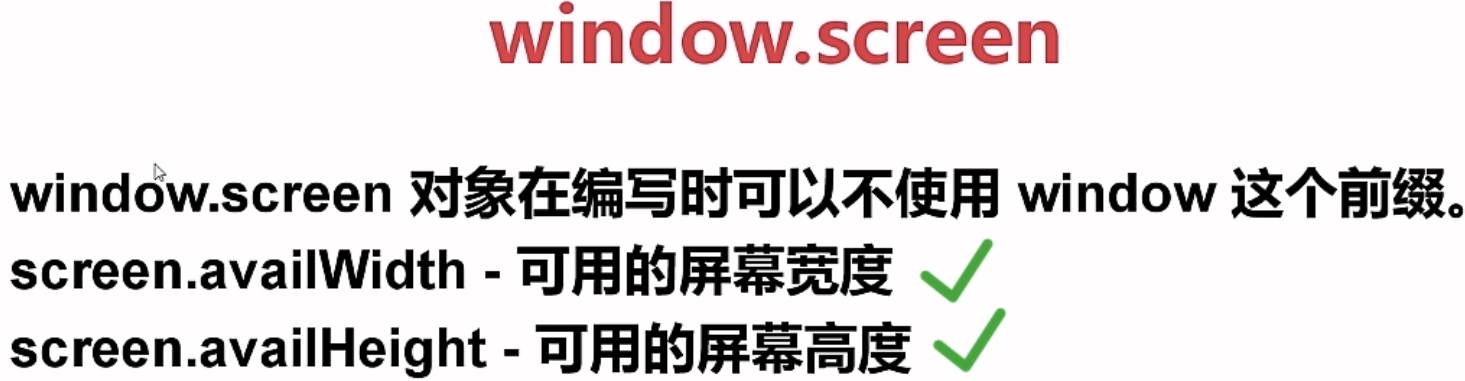 window.screen
window.screen 对象在编写时可以不使用 window 这个前缀。
screen.availWidth - 可用的屏幕宽度
screen.availHeight - 可用的屏幕高度